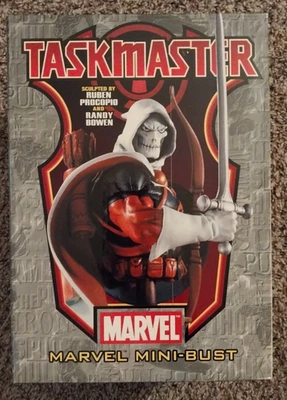 TASKMASTER
SCULPTED BY
RUBEN
PROCOPIO
AND
RANDY
BOWEN
MARVEL
MARVEL MINI-BUST